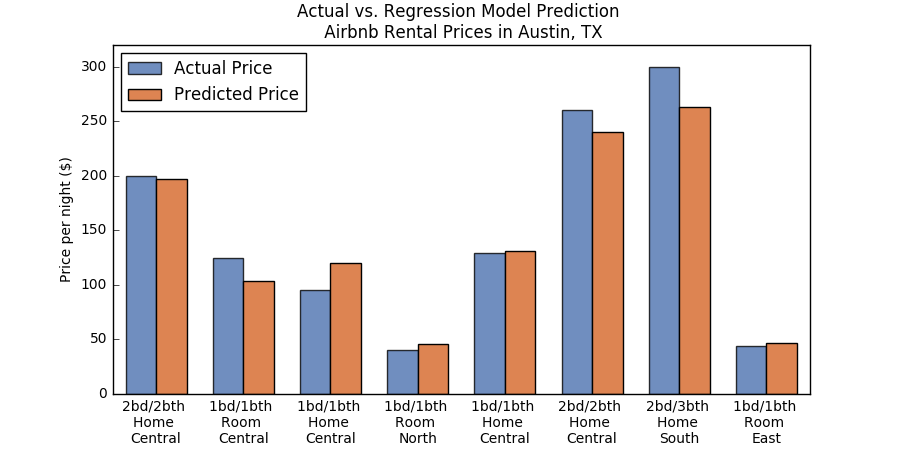 Actual vs. Regression Model Prediction
Airbnb Rental Prices in Austin, TX
Actual Price
Predicted Price
Price per night ($)
300
250
200
150
100
50
0
2bd/2bth
Home
Central
1bd/1bth
Room
Central
1bd/1bth
Home
Central
1bd/1bth
Room
North
1bd/1bth
Home
Central
2bd/2bth
Home
Central
2bd/3bth
Home
South
1bd/1bth
Room
East